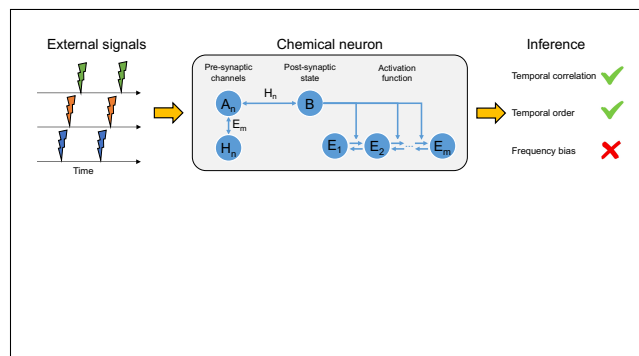 External signals
Chemical neuron
Inference
Pre-synaptic channels
Post-synaptic state
Activation function
Temporal correlation
Temporal order
Frequency bias
Aₙ
Hₙ
B
Eₘ
Hₙ
E₁
E₂
...
Eₘ
Time